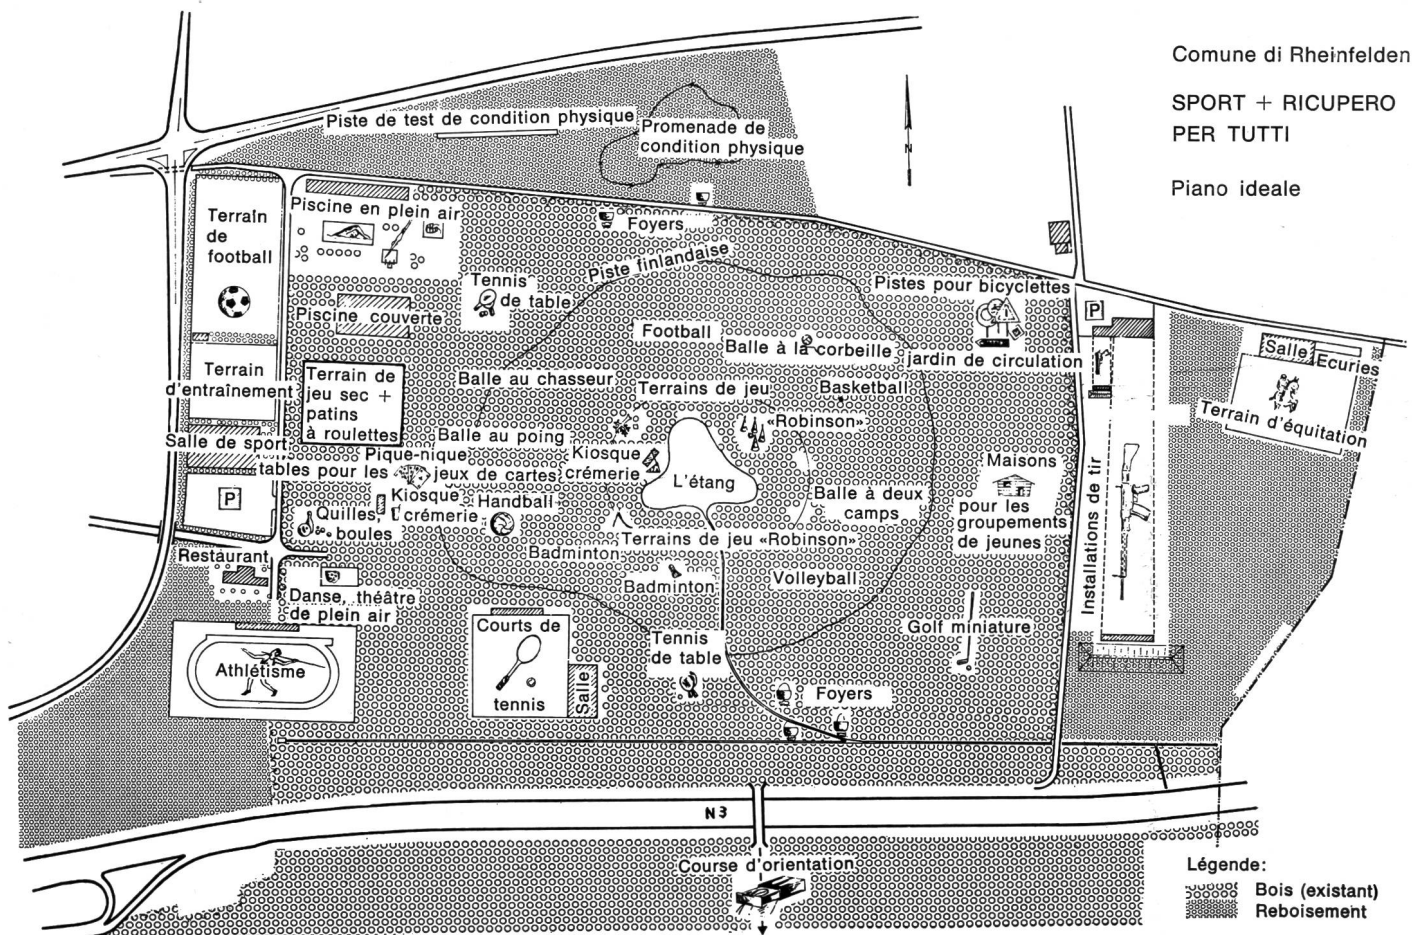 Comune di Rheinfelden
SPORT + RICUPERO
PER TUTTI
Piano ideale
Piste de test de condition physique
Promenade de
condition physique
N
Terrain
de
football
Piscine en plein air
Foyers
Piste finlandaise
Tennis
de table
Pistes pour bicyclettes
P
Piscine couverte
Football
Balle à la corbeille
jardin de circulation
Salle
Ecuries
Terrain
d'entraînement
Terrain de
jeu sec +
patins
à roulettes
Balle au chasseur
Terrains de jeu
Basketball
«Robinson»
Terrain d'équitation
Salle de sport
Balle au poing
Pique-nique
tables pour les
jeux de cartes
Kiosque
crémerie
L'étang
Maisons
pour les
groupements
de jeunes
Installations de tir
P
Kiosque
crémerie
Handball
Balle à deux
camps
Quilles,
boules
Terrains de jeu «Robinson»
Badminton
Restaurant
Badminton
Volleyball
Danse, théâtre
de plein air
Courts de
tennis
Salle
Tennis
de table
Golf miniature
Athlétisme
Foyers
N3
Course d'orientation
Légende:
Bois (existant)
Reboisement